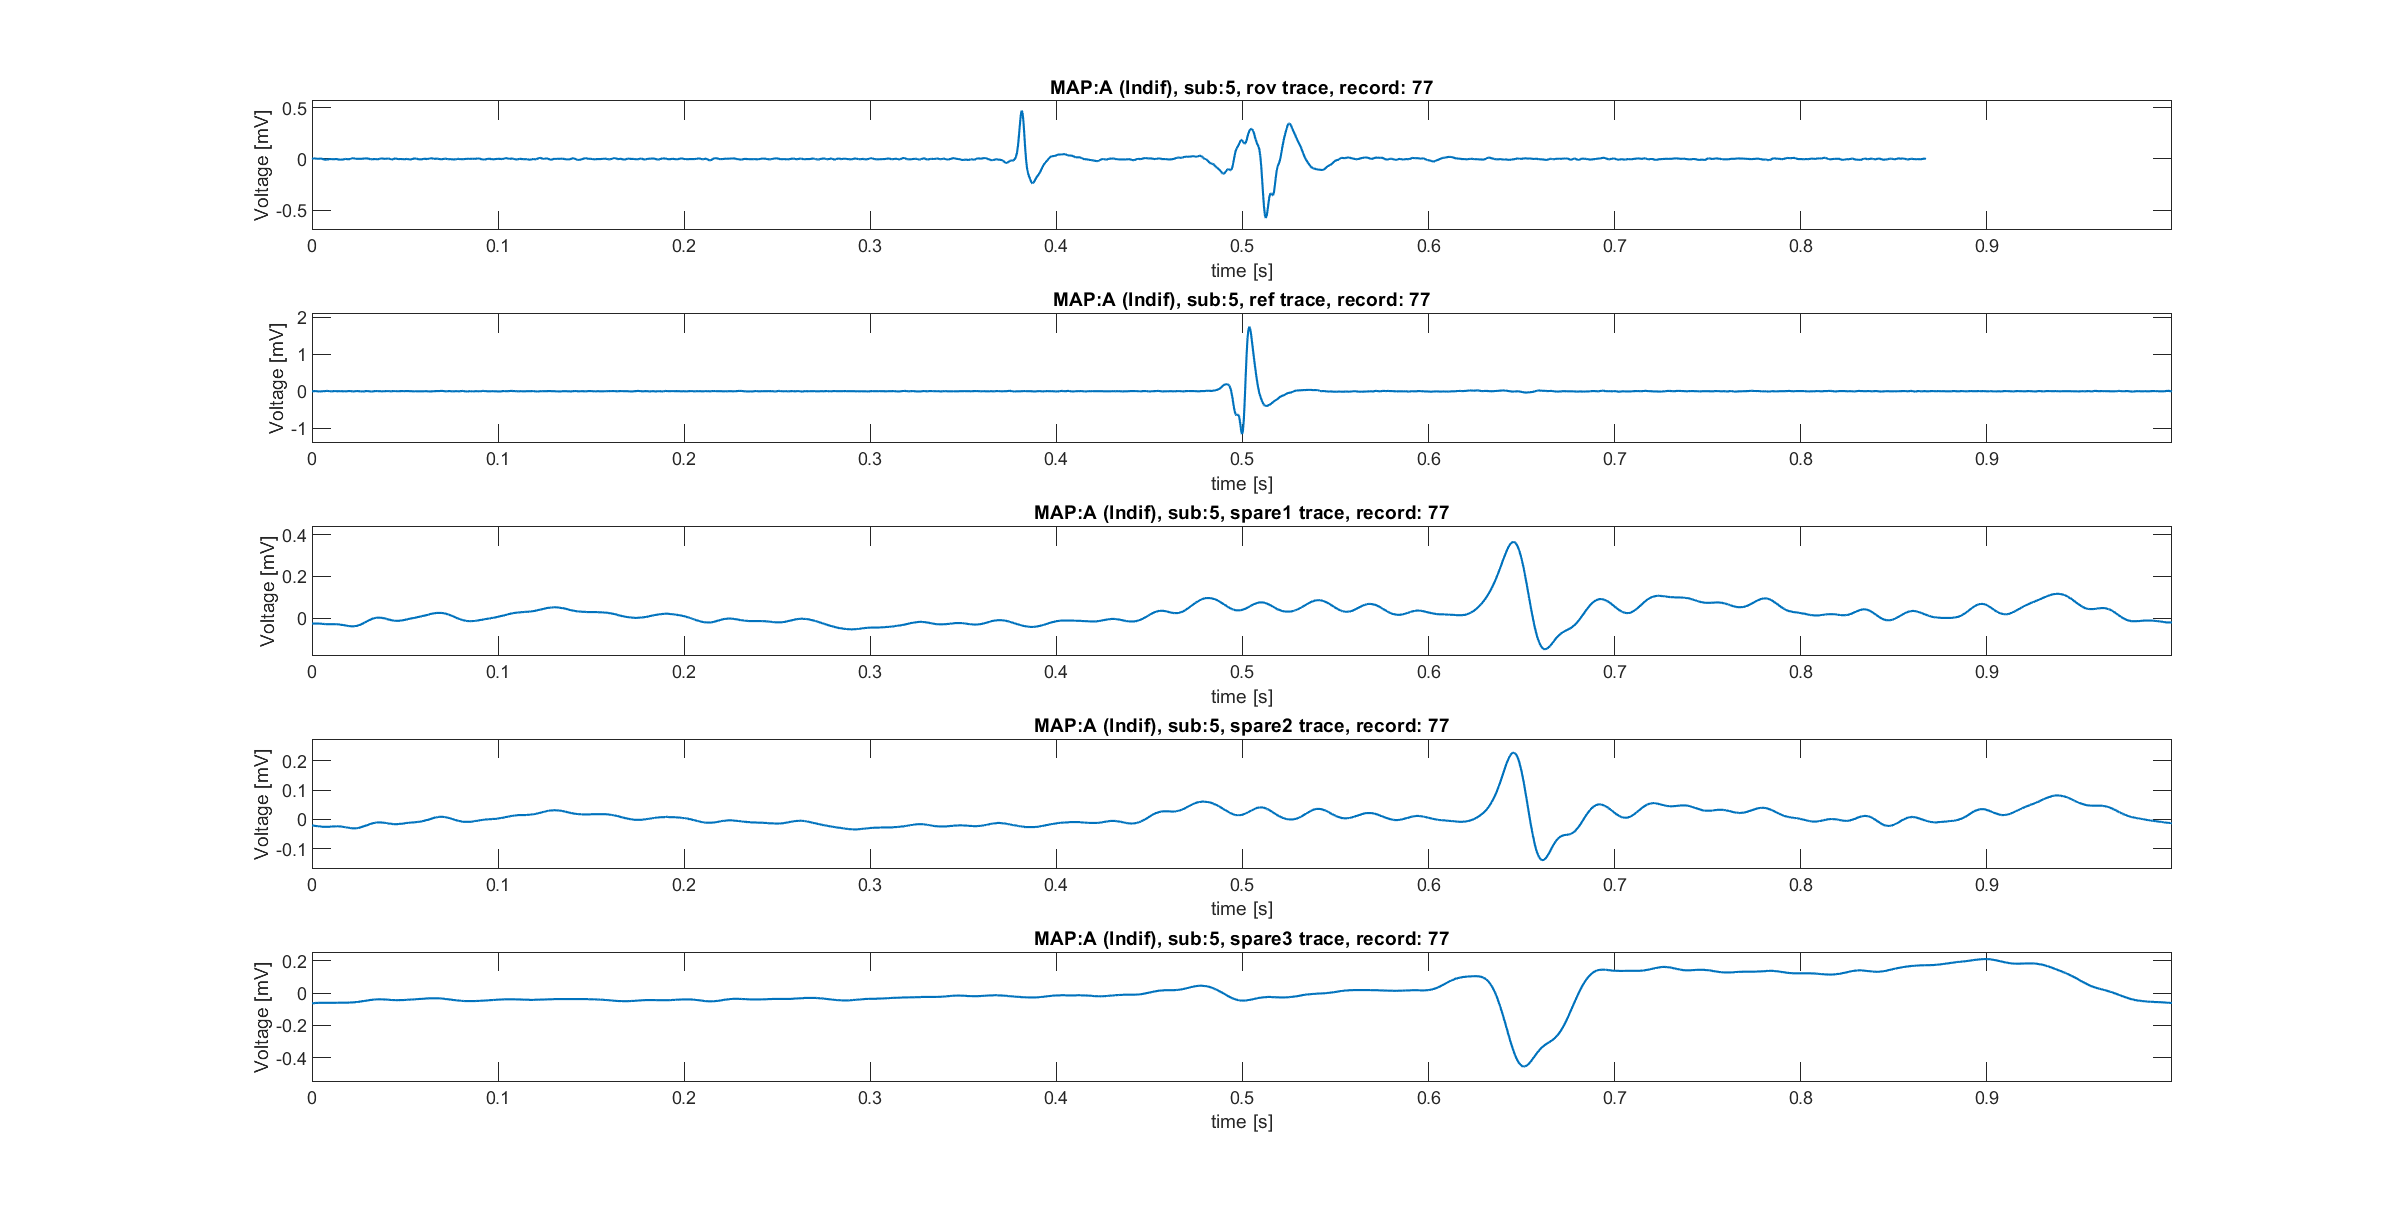 MAP:A (Indif), sub:5, rov trace, record: 77
Voltage [mV]
0.5
0
-0.5
0 0.1 0.2 0.3 0.4 0.5 0.6 0.7 0.8 0.9
time [s]
MAP:A (Indif), sub:5, ref trace, record: 77
Voltage [mV]
2
1
0
-1
0 0.1 0.2 0.3 0.4 0.5 0.6 0.7 0.8 0.9
time [s]
MAP:A (Indif), sub:5, spare1 trace, record: 77
Voltage [mV]
0.4
0.2
0
0 0.1 0.2 0.3 0.4 0.5 0.6 0.7 0.8 0.9
time [s]
MAP:A (Indif), sub:5, spare2 trace, record: 77
Voltage [mV]
0.2
0.1
0
-0.1
0 0.1 0.2 0.3 0.4 0.5 0.6 0.7 0.8 0.9
time [s]
MAP:A (Indif), sub:5, spare3 trace, record: 77
Voltage [mV]
0.2
0
-0.2
-0.4
0 0.1 0.2 0.3 0.4 0.5 0.6 0.7 0.8 0.9
time [s]